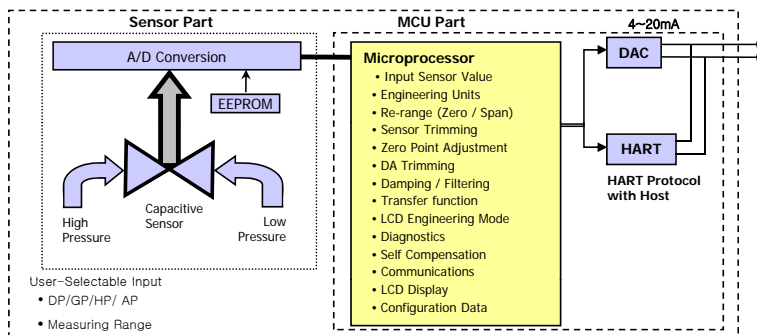 Sensor Part
MCU Part
4~20mA
A/D Conversion
EEPROM
High
Pressure
Capacitive
Sensor
Low
Pressure
User-Selectable Input
• DP/GP/HP/ AP
• Measuring Range
Microprocessor
• Input Sensor Value
• Engineering Units
• Re-range (Zero / Span)
• Sensor Trimming
• Zero Point Adjustment
• DA Trimming
• Damping / Filtering
• Transfer function
• LCD Engineering Mode
• Diagnostics
• Self Compensation
• Communications
• LCD Display
• Configuration Data
DAC
HART
HART Protocol
with Host